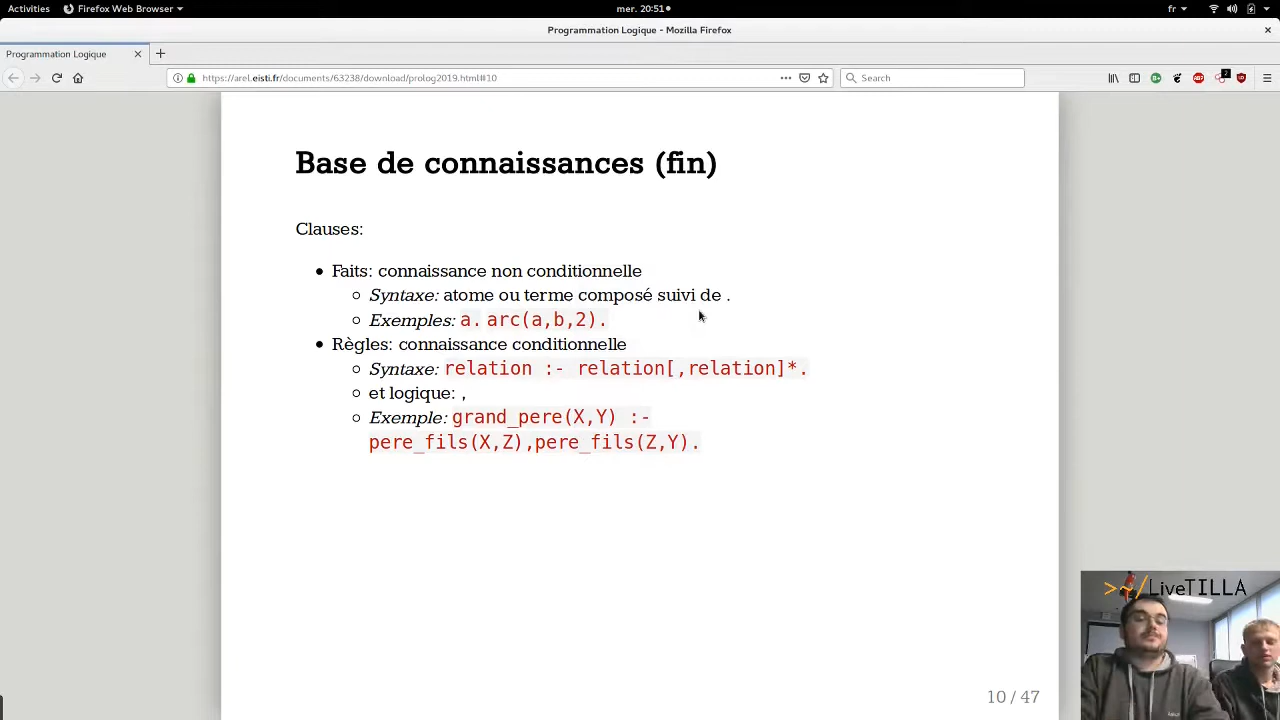 Activities Firefox Web Browser mer. 20:51 fr
Programmation Logique - Mozilla Firefox
Programmation Logique
https://arel.eisti.fr/documents/63238/download/prolog2019.html#10 Search 2
Base de connaissances (fin)
Clauses:
Faits: connaissance non conditionnelle
Syntaxe: atome ou terme composé suivi de .
Exemples: a. arc(a,b,2).
Règles: connaissance conditionnelle
Syntaxe: relation :- relation[,relation]*.
et logique: ,
Exemple: grand_pere(X,Y) :-
pere_fils(X,Z),pere_fils(Z,Y).
>~/LiveTILLA
10 / 47